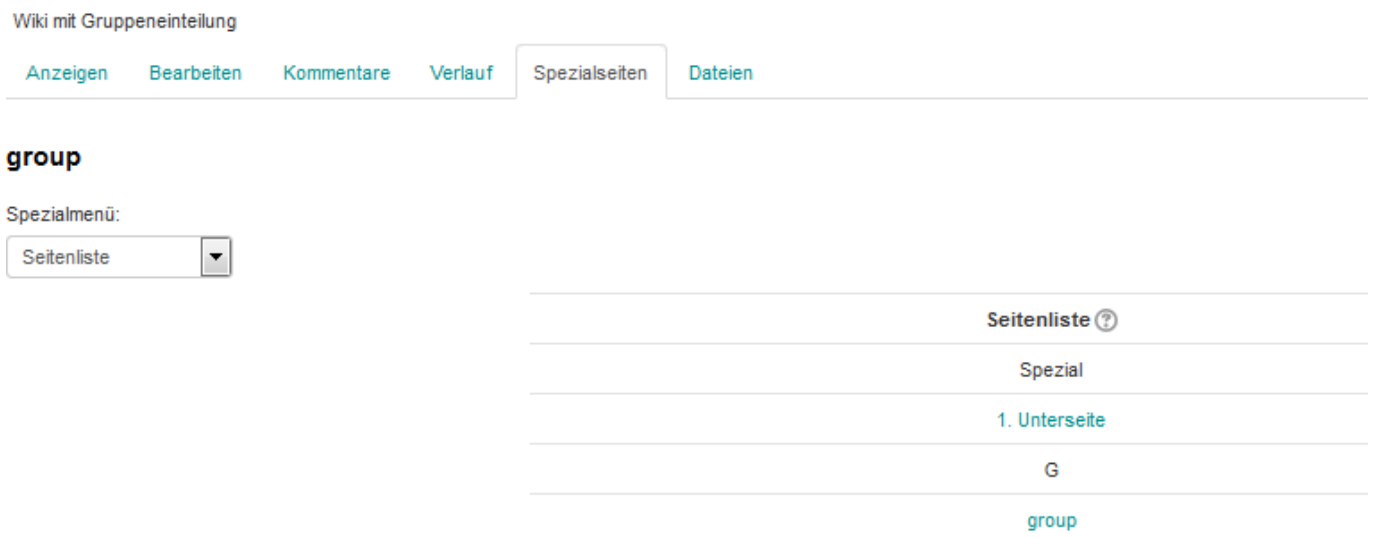 Wiki mit Gruppeneinteilung
Anzeigen Bearbeiten Kommentare Verlauf Spezialseiten Dateien
group
Spezialmenü:
Seitenliste
Seitenliste ?
Spezial
1. Unterseite
G
group